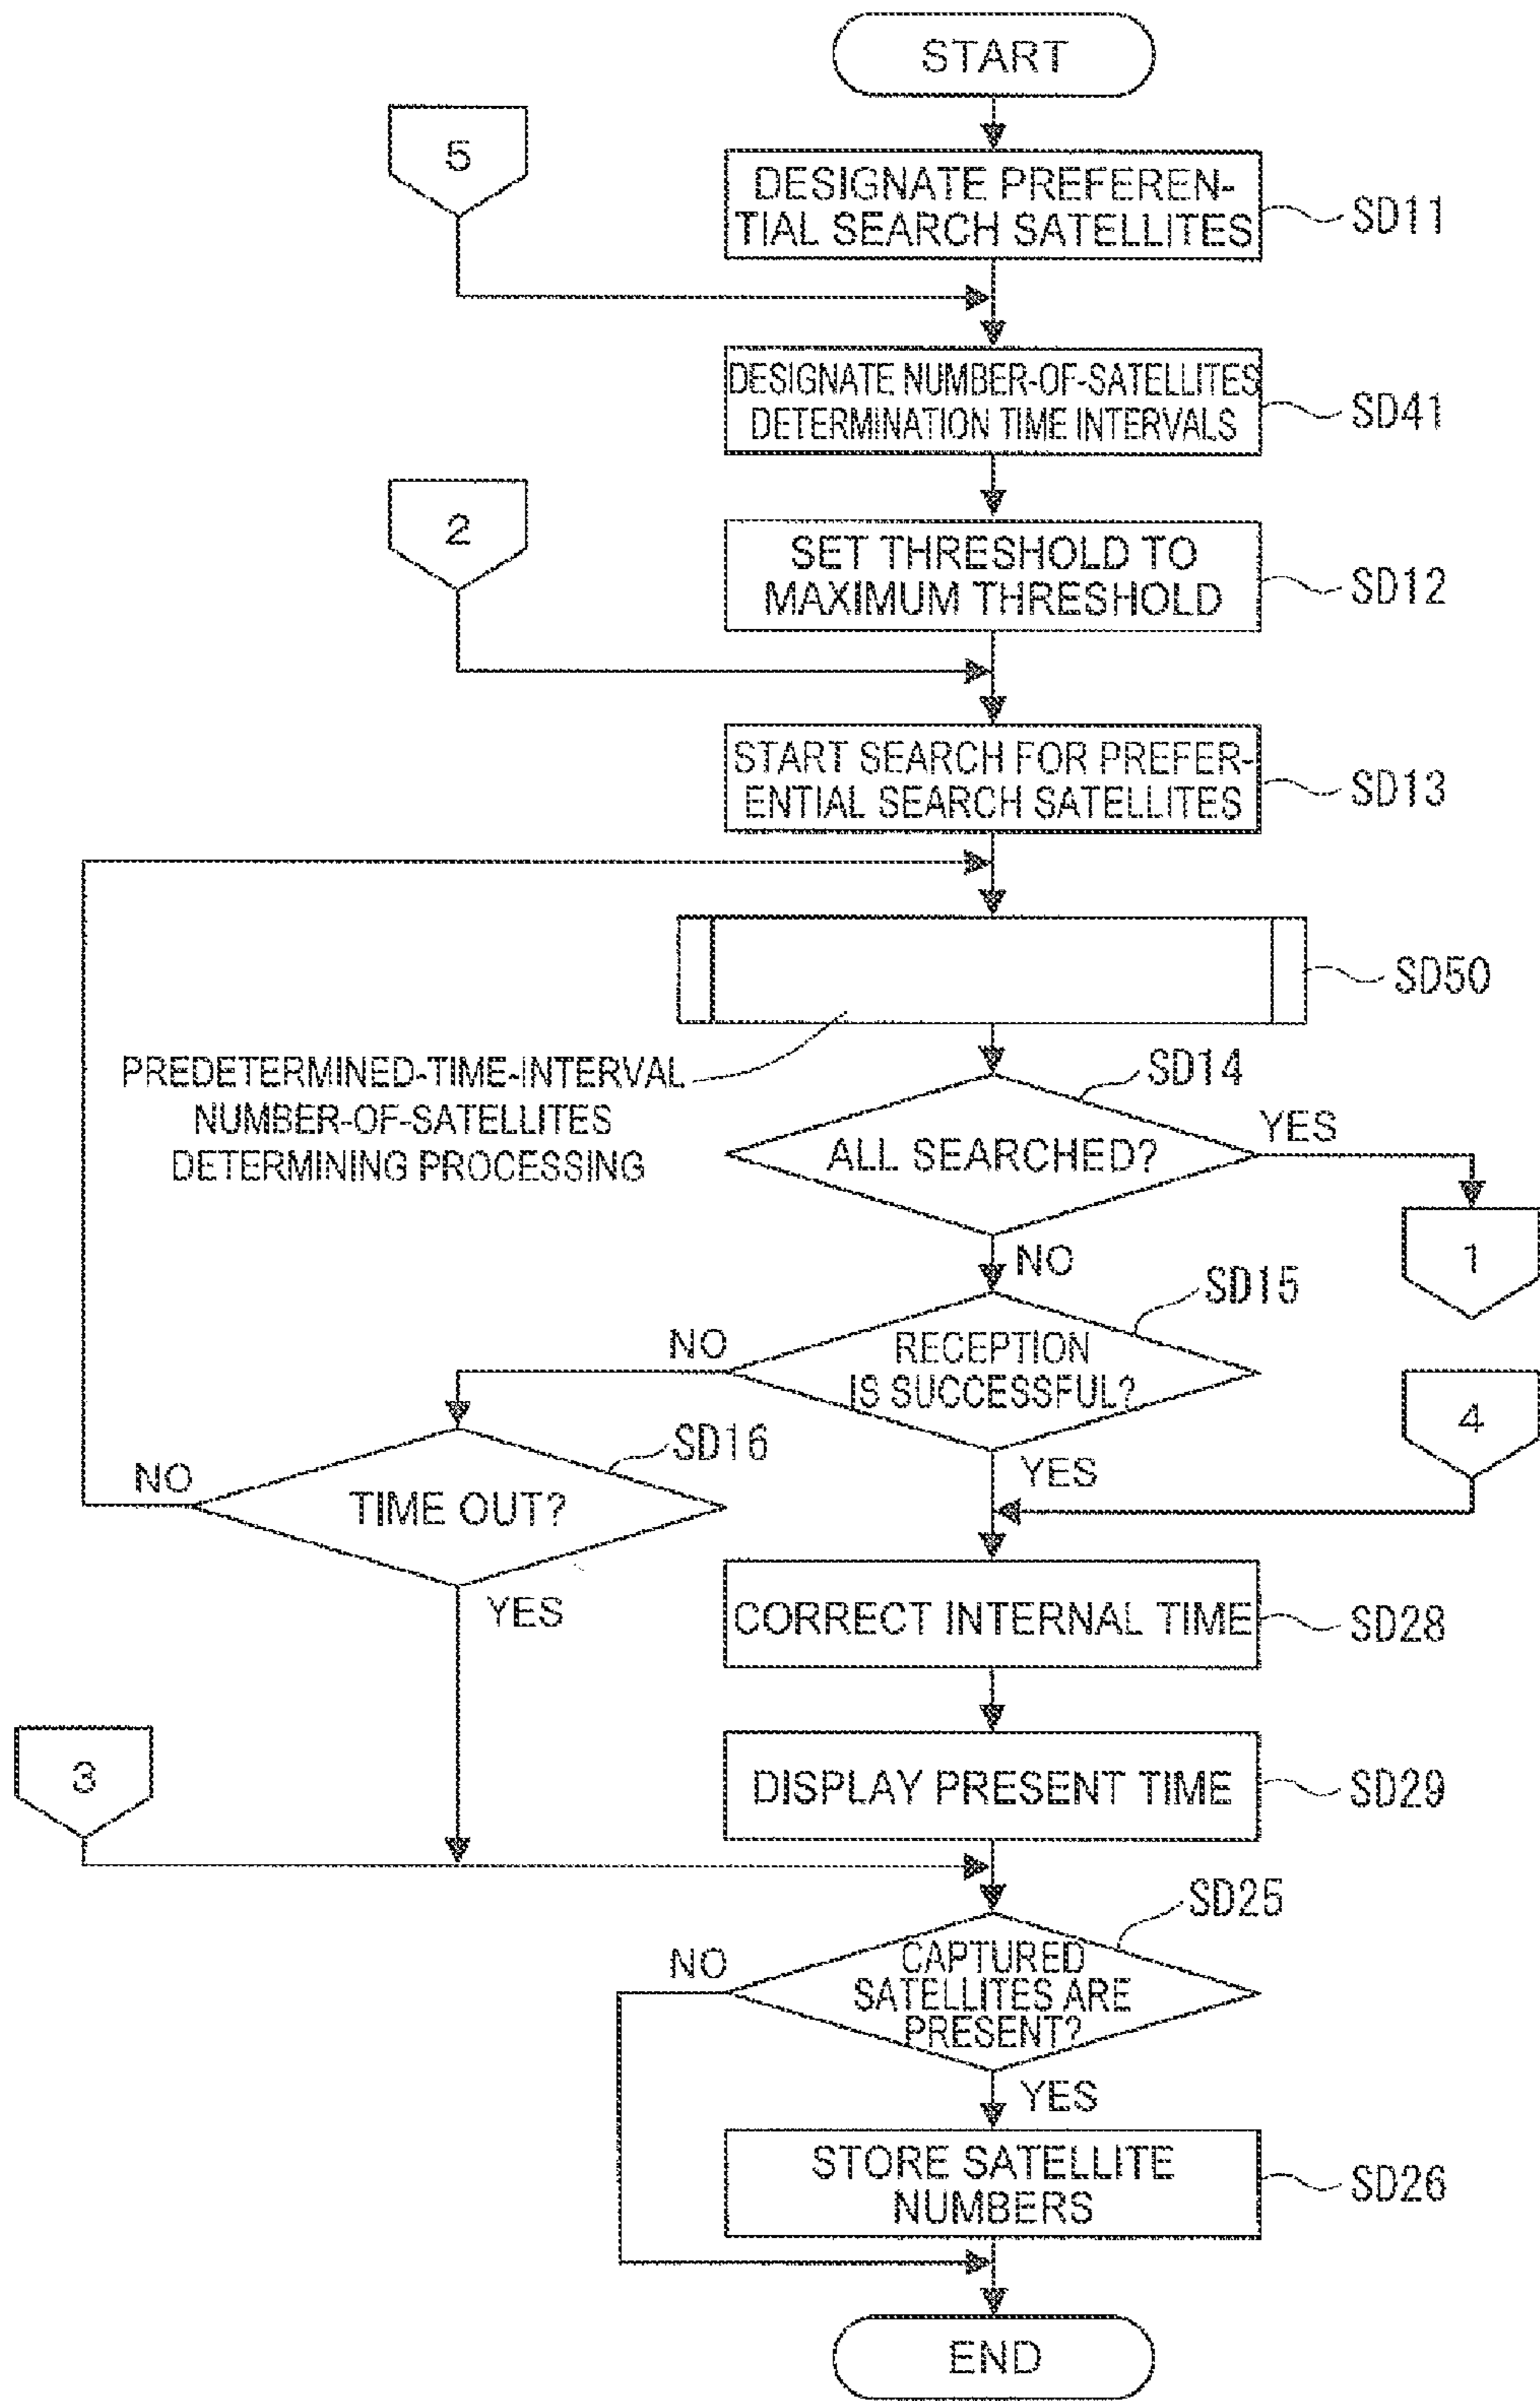 START
5
DESIGNATE PREFEREN-
TIAL SEARCH SATELLITES
SD11
DESIGNATE NUMBER-OF-SATELLITES
DETERMINATION TIME INTERVALS
SD41
2
SET THRESHOLD TO
MAXIMUM THRESHOLD
SD12
START SEARCH FOR PREFER-
ENTIAL SEARCH SATELLITES
SD13
SD50
PREDETERMINED-TIME-INTERVAL
NUMBER-OF-SATELLITES
DETERMINING PROCESSING
SD14
ALL SEARCHED?
YES
1
NO
SD15
RECEPTION
IS SUCCESSFUL?
NO
4
SD16
TIME OUT?
NO
YES
YES
CORRECT INTERNAL TIME
SD28
3
DISPLAY PRESENT TIME
SD29
SD25
CAPTURED
SATELLITES ARE
PRESENT?
NO
YES
STORE SATELLITE
NUMBERS
SD26
END